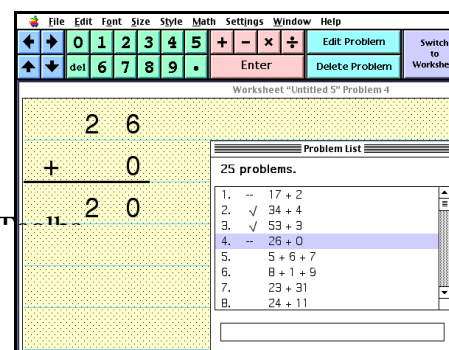 File Edit Font Size Style Math Settings Window Help
0 1 2 3 4 5 + − × ÷ Edit Problem Switch
to
del 6 7 8 9 . Enter Delete Problem Workshe
Worksheet “Untitled 5” Problem 4
2 6
+ 0
2 0
Problem List
25 problems.
1. -- 17 + 2
2. √ 34 + 4
3. √ 53 + 3
4. -- 26 + 0
5. 5 + 6 + 7
6. 8 + 1 + 9
7. 23 + 31
8. 24 + 11